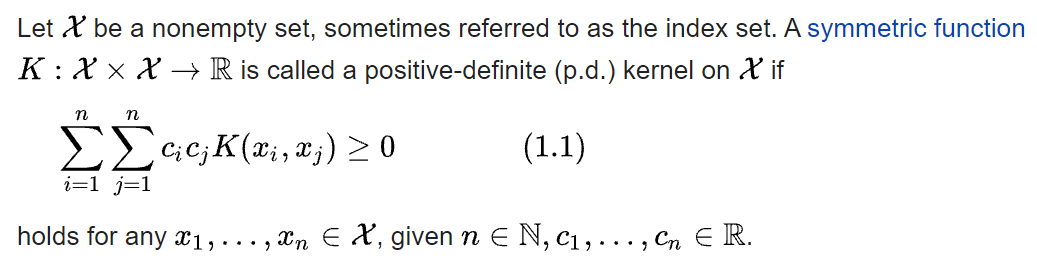 Let 𝒳 be a nonempty set, sometimes referred to as the index set. A symmetric function
K : 𝒳 × 𝒳 → ℝ is called a positive-definite (p.d.) kernel on 𝒳 if
∑_{i=1}^{n} ∑_{j=1}^{n} c_i c_j K(x_i, x_j) ≥ 0 (1.1)
holds for any x_1, . . . , x_n ∈ 𝒳, given n ∈ ℕ, c_1, . . . , c_n ∈ ℝ.